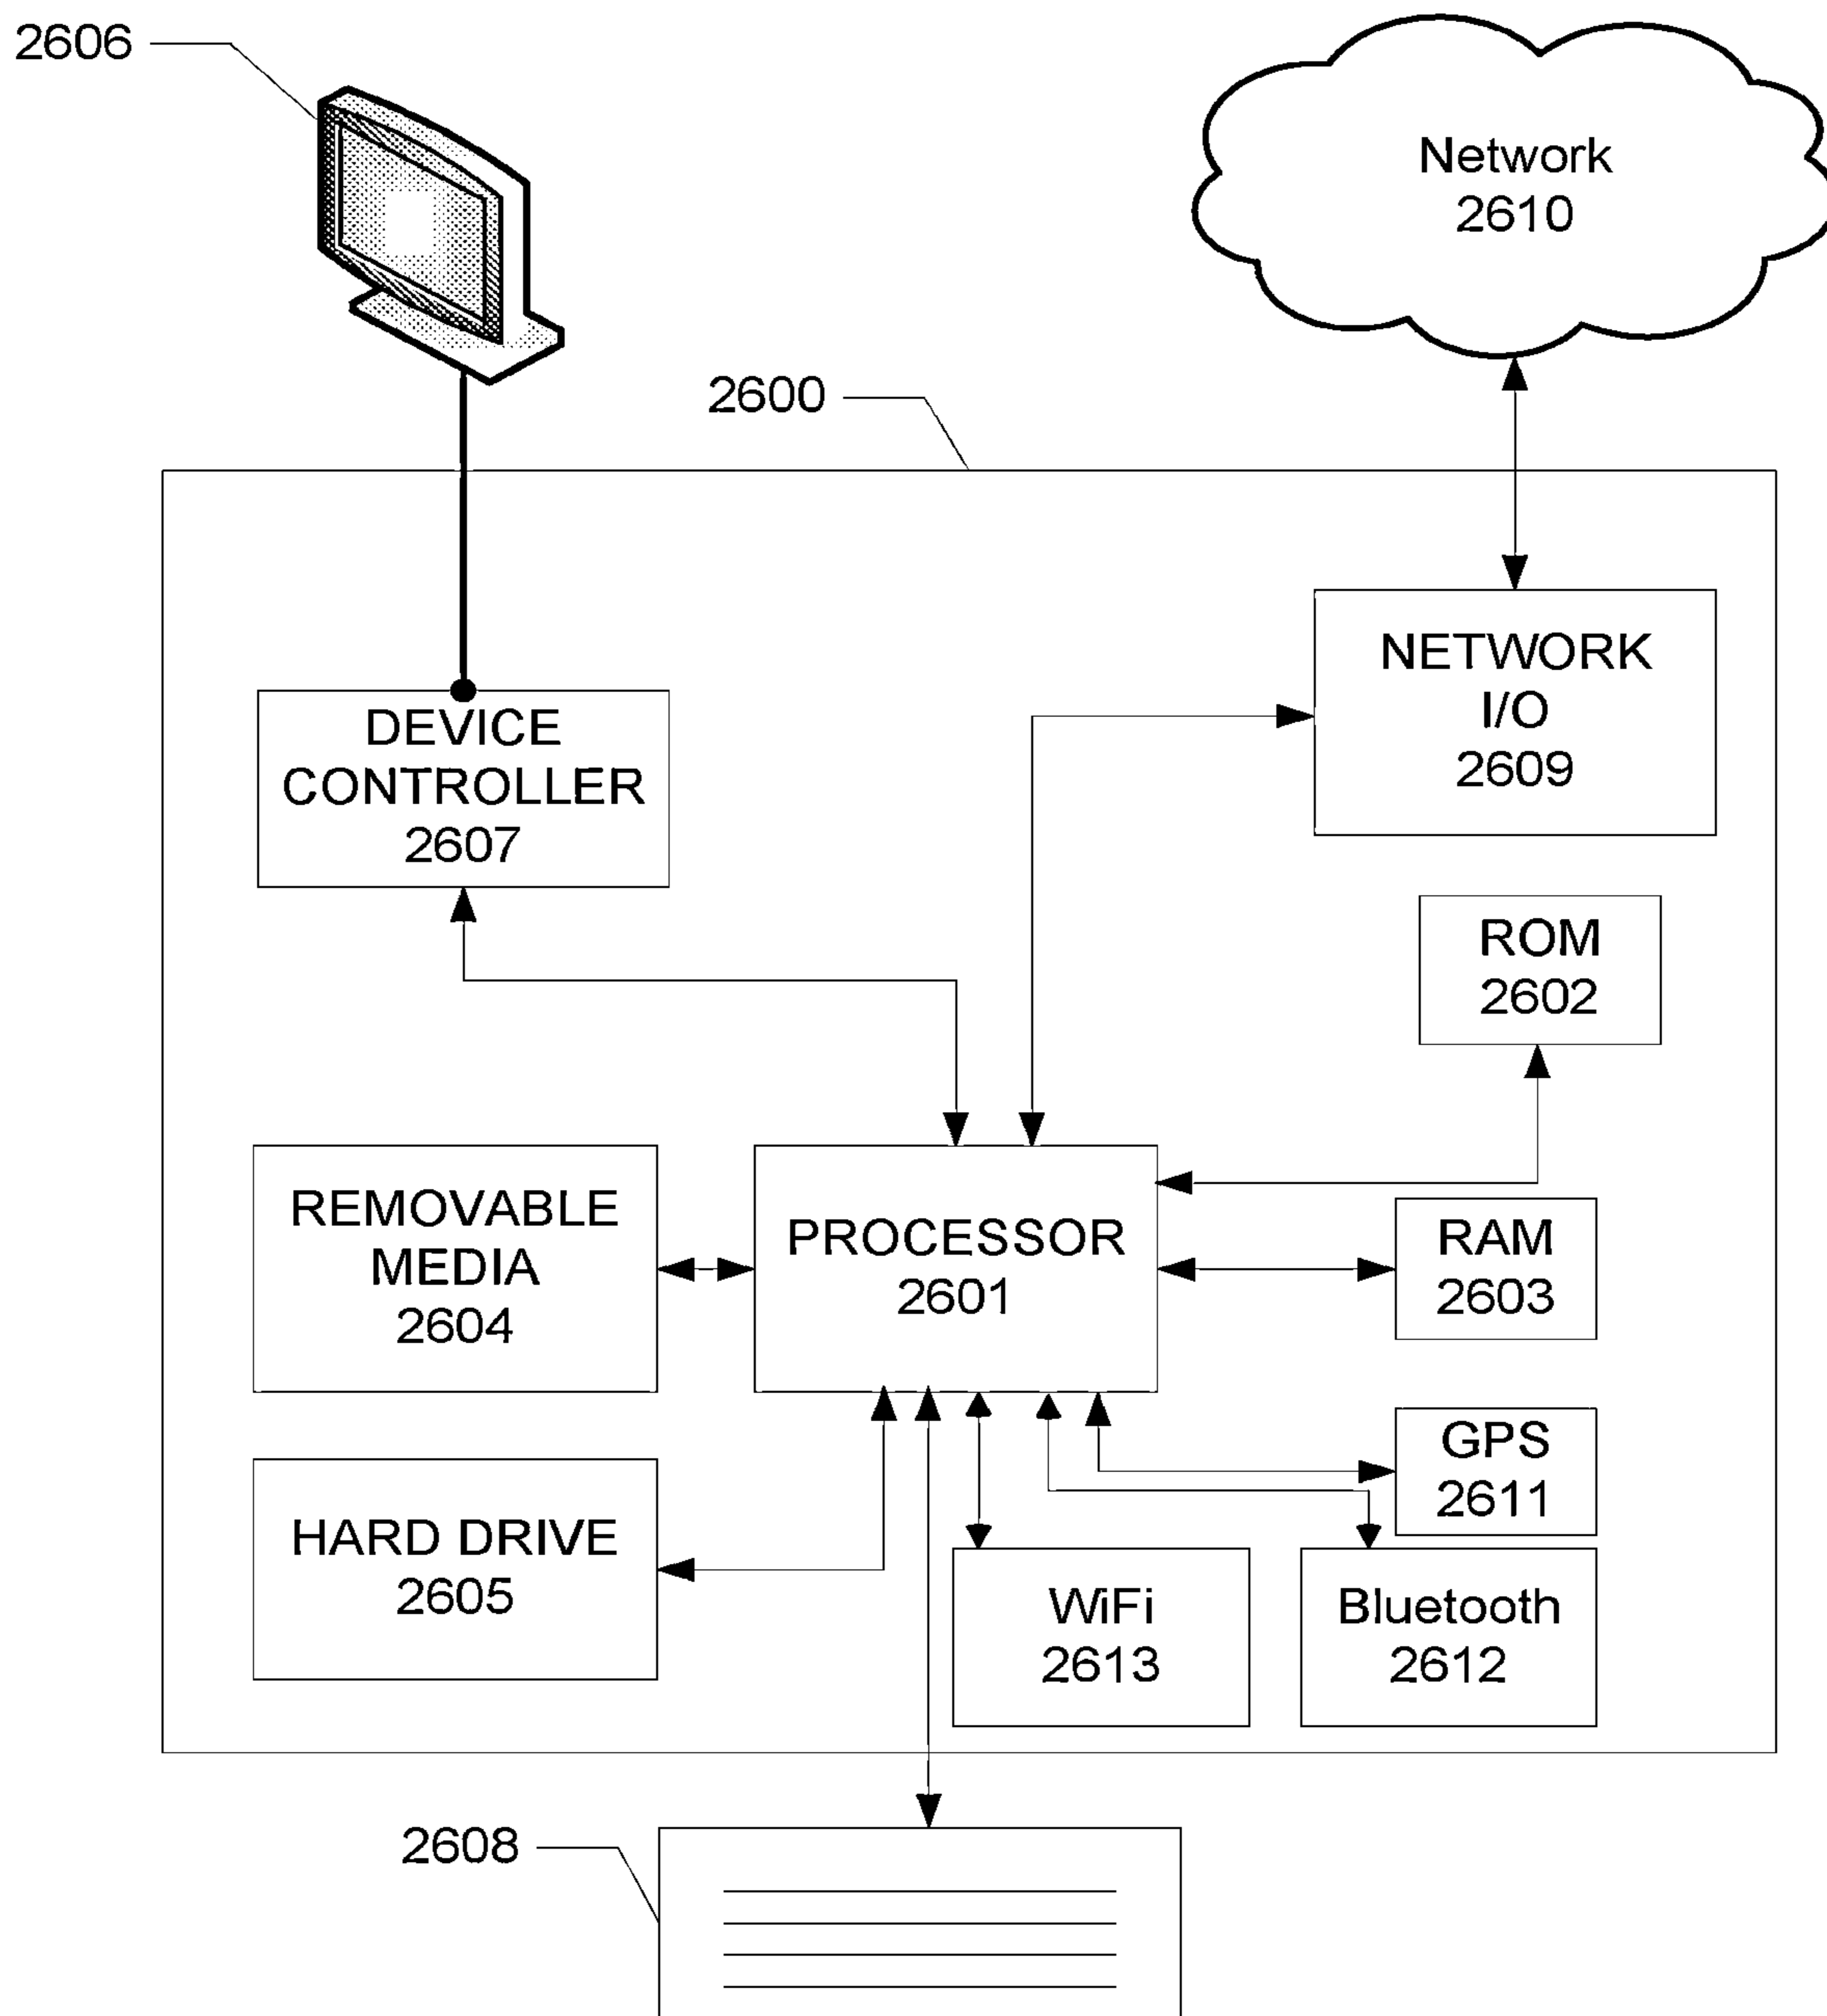 2606
Network
2610
2600
NETWORK
I/O
2609
DEVICE
CONTROLLER
2607
ROM
2602
REMOVABLE
MEDIA
2604
PROCESSOR
2601
RAM
2603
GPS
2611
HARD DRIVE
2605
WiFi
2613
Bluetooth
2612
2608